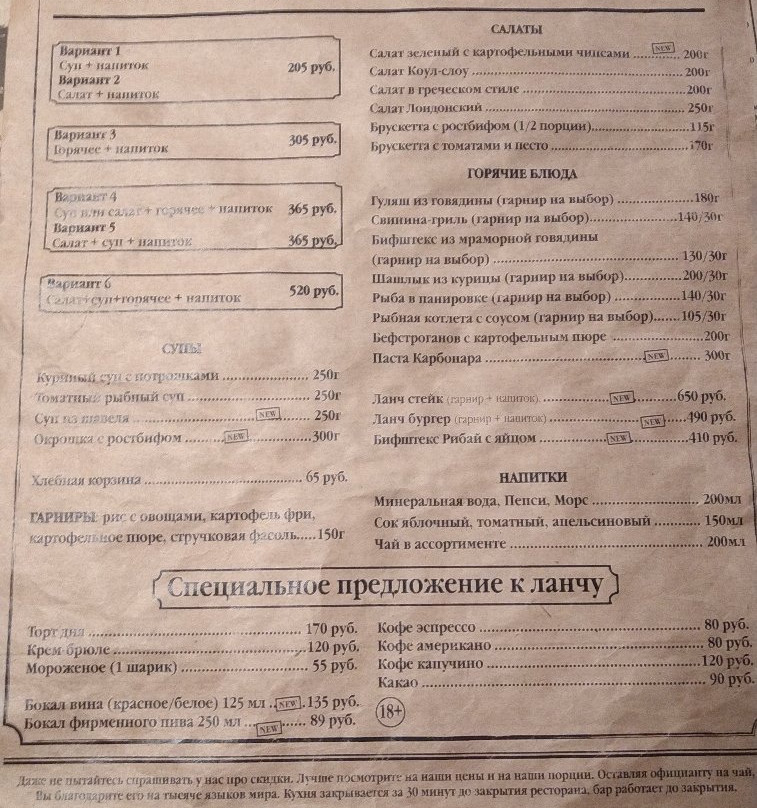 Вариант 1
Суп + напиток
Вариант 2
Салат + напиток
205 руб.
Вариант 3
Горячее + напиток
305 руб.
Вариант 4
Суп или салат + горячее + напиток 365 руб.
Вариант 5
Салат + суп + напиток 365 руб.
Вариант 6
Салат+суп+горячее + напиток
520 руб.
СУПЫ
Куриный суп с потрошками ..................... 250г
Томатный рыбный суп ..................... 250г
Суп из щавеля ..................... NEW ....... 250г
Окрошка с ростбифом ........ NEW ............300г
Хлебная корзина ..................... 65 руб.
ГАРНИРЫ: рис с овощами, картофель фри,
картофельное пюре, стручковая фасоль.....150г
САЛАТЫ
Салат зеленый с картофельными чипсами ............ NEW 200г
Салат Коул-слоу ..................... 200г
Салат в греческом стиле ..................... 200г
Салат Лондонский ..................... 250г
Брускетта с ростбифом (1/2 порции)..................... 115г
Брускетта с томатами и песто ..................... 170г
ГОРЯЧИЕ БЛЮДА
Гуляш из говядины (гарнир на выбор) ..................180г
Свинина-гриль (гарнир на выбор).....................140/30г
Бифштекс из мраморной говядины
(гарнир на выбор) ..................... 130/30г
Шашлык из курицы (гарнир на выбор)..............200/30г
Рыба в панировке (гарнир на выбор) ................140/30г
Рыбная котлета с соусом (гарнир на выбор).......105/30г
Бефстроганов с картофельным пюре .....................200г
Паста Карбонара ..................... NEW ........ 300г
Ланч стейк (гарнир + напиток) .............. NEW ..........650 руб.
Ланч бургер (гарнир + напиток) ..................... NEW .....490 руб.
Бифштекс Рибай с яйцом .............. NEW ..............410 руб.
НАПИТКИ
Минеральная вода, Пепси, Морс ..................... 200мл
Сок яблочный, томатный, апельсиновый ........... 150мл
Чай в ассортименте ..................... 200мл
Специальное предложение к ланчу
Торт дня ..................... 170 руб.
Крем-брюле .....................120 руб.
Мороженое (1 шарик) ..................... 55 руб.
Бокал вина (красное/белое) 125 мл .. NEW .135 руб.
Бокал фирменного пива 250 мл ... NEW ...... 89 руб.
Кофе эспрессо ..................... 80 руб.
Кофе американо ..................... 80 руб.
Кофе капучино .....................120 руб.
Какао ..................... 90 руб.
18+
Даже не пытайтесь спрашивать у нас про скидки. Лучше посмотрите на наши цены и на наши порции. Оставляя официанту на чай,
Вы благодарите его на тысяче языков мира. Кухня закрывается за 30 минут до закрытия ресторана, бар работает до закрытия.